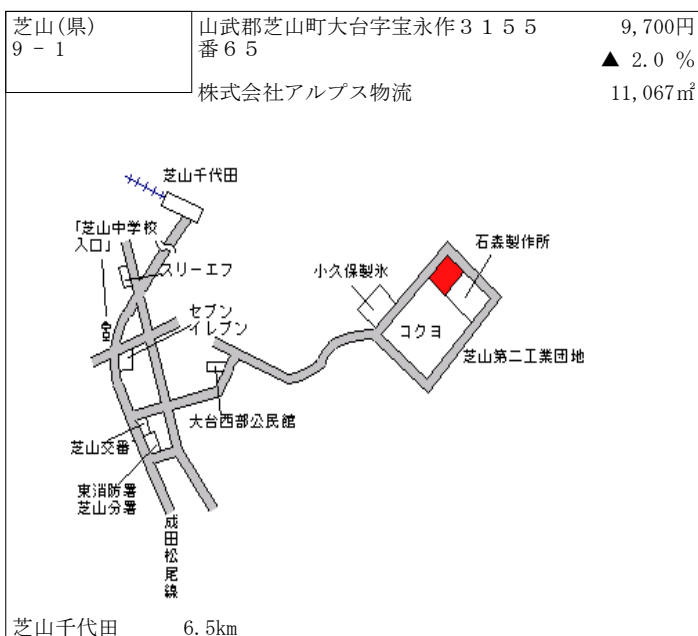 芝山(県)
9 - 1
山武郡芝山町大台字宝永作３１５５
番６５
株式会社アルプス物流
9,700円
▲ 2.0 %
11,067㎡
芝山千代田
「芝山中学校
入口」
スリーエフ
セブン
イレブン
小久保製氷
石森製作所
コクヨ
芝山第二工業団地
大台西部公民館
芝山交番
東消防署
芝山分署
成田松尾線
芝山千代田 6.5km